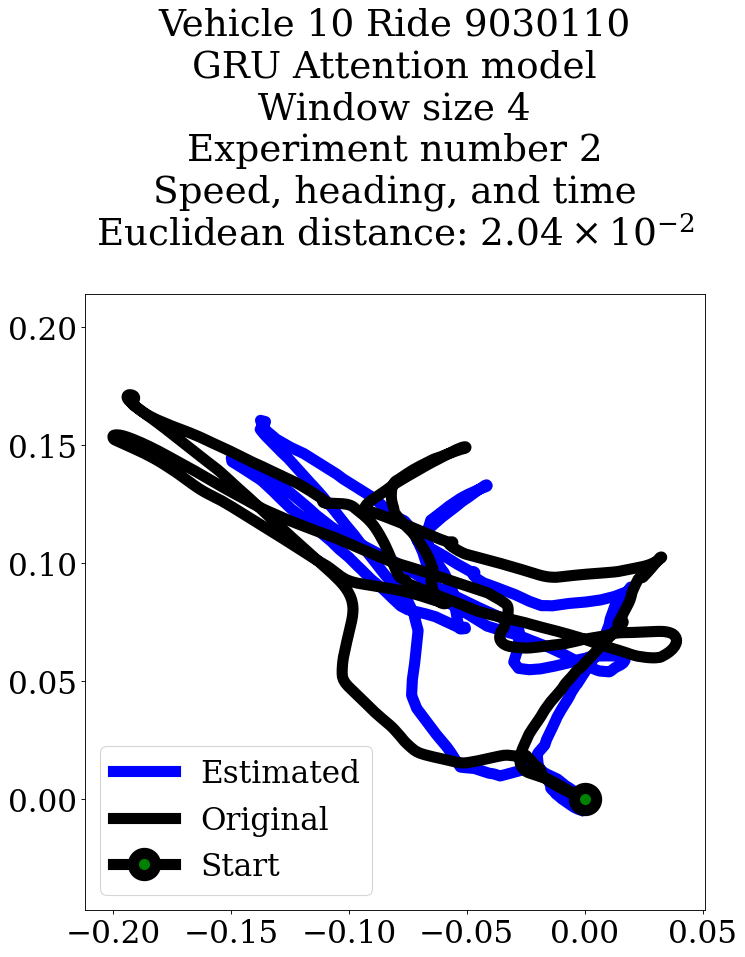 Vehicle 10 Ride 9030110
GRU Attention model
Window size 4
Experiment number 2
Speed, heading, and time
Euclidean distance: 2.04 × 10⁻²
0.20
0.15
0.10
0.05
0.00
Estimated
Original
Start
−0.20 −0.15 −0.10 −0.05 0.00 0.05